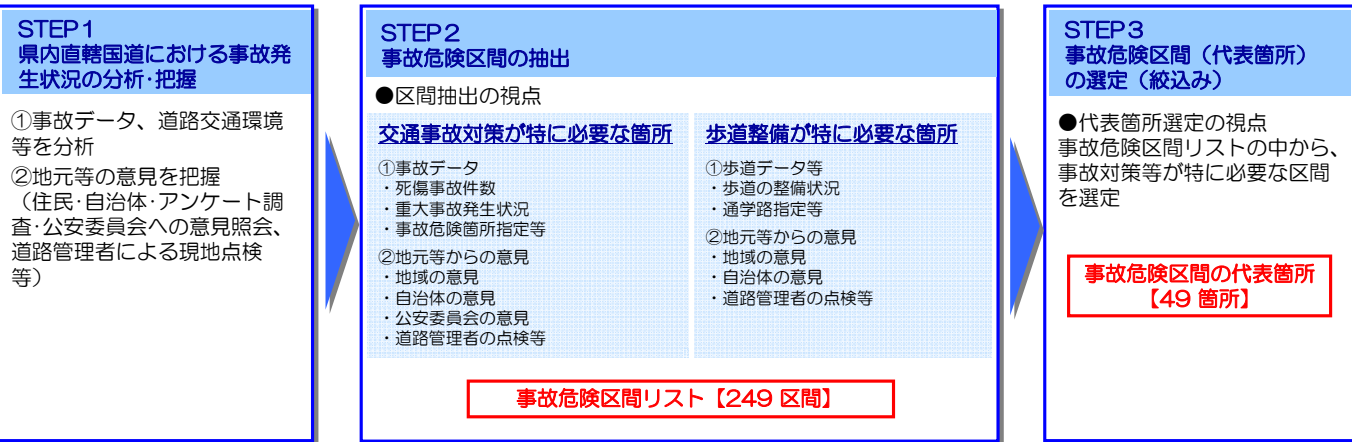 STEP1
県内直轄国道における事故発
生状況の分析・把握
①事故データ、道路交通環境
等を分析
②地元等の意見を把握
（住民・自治体・アンケート調
査・公安委員会への意見照会、
道路管理者による現地点検
等）
STEP2
事故危険区間の抽出
●区間抽出の視点
交通事故対策が特に必要な箇所
①事故データ
・死傷事故件数
・重大事故発生状況
・事故危険箇所指定等
②地元等からの意見
・地域の意見
・自治体の意見
・公安委員会の意見
・道路管理者の点検等
歩道整備が特に必要な箇所
①歩道データ等
・歩道の整備状況
・通学路指定等
②地元等からの意見
・地域の意見
・自治体の意見
・道路管理者の点検等
事故危険区間リスト【249 区間】
STEP3
事故危険区間（代表箇所）
の選定（絞込み）
●代表箇所選定の視点
事故危険区間リストの中から、
事故対策等が特に必要な区間
を選定
事故危険区間の代表箇所
【49 箇所】